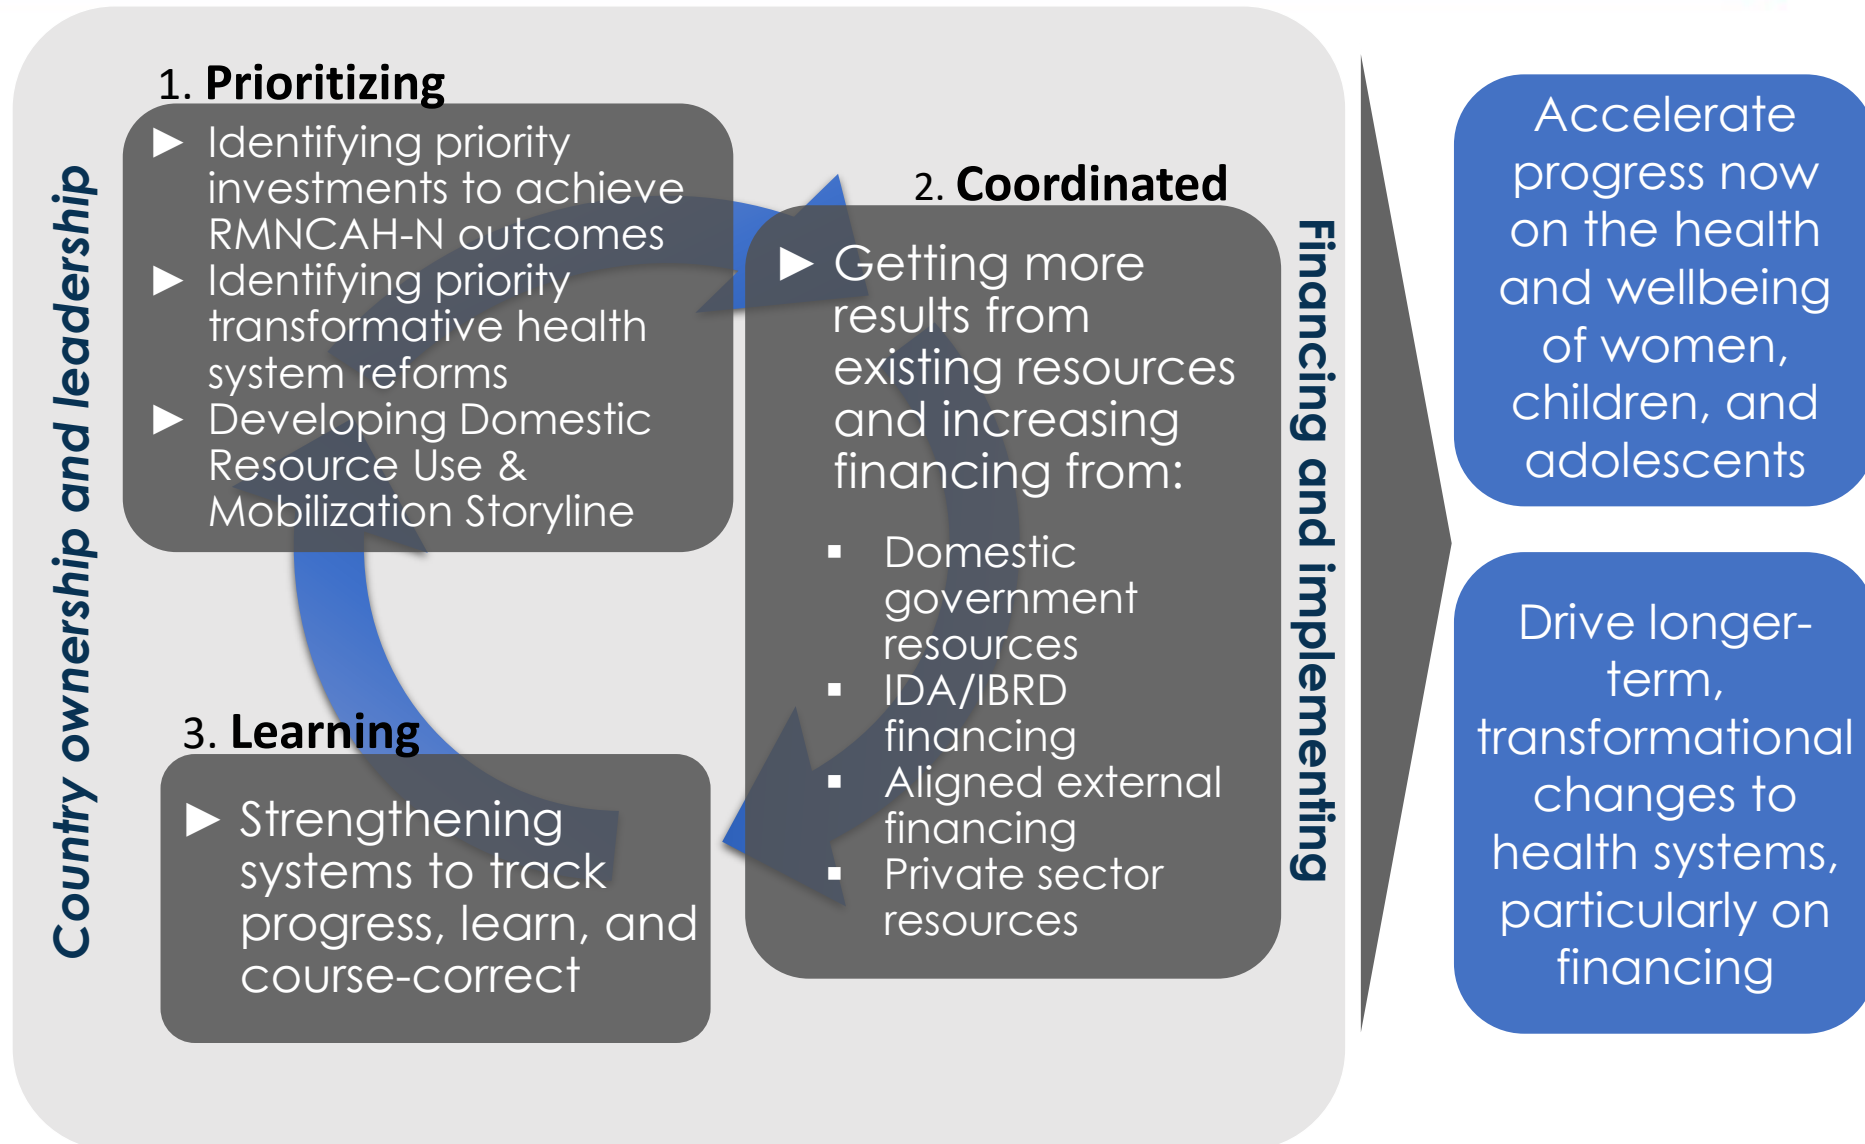 Country ownership and leadership
1. Prioritizing
► Identifying priority
investments to achieve
RMNCAH-N outcomes
► Identifying priority
transformative health
system reforms
► Developing Domestic
Resource Use &
Mobilization Storyline
2. Coordinated
► Getting more
results from
existing resources
and increasing
financing from:
▪ Domestic
government
resources
▪ IDA/IBRD
financing
▪ Aligned external
financing
▪ Private sector
resources
Financing and implementing
3. Learning
► Strengthening
systems to track
progress, learn, and
course-correct
Accelerate
progress now
on the health
and wellbeing
of women,
children, and
adolescents
Drive longer-
term,
transformational
changes to
health systems,
particularly on
financing